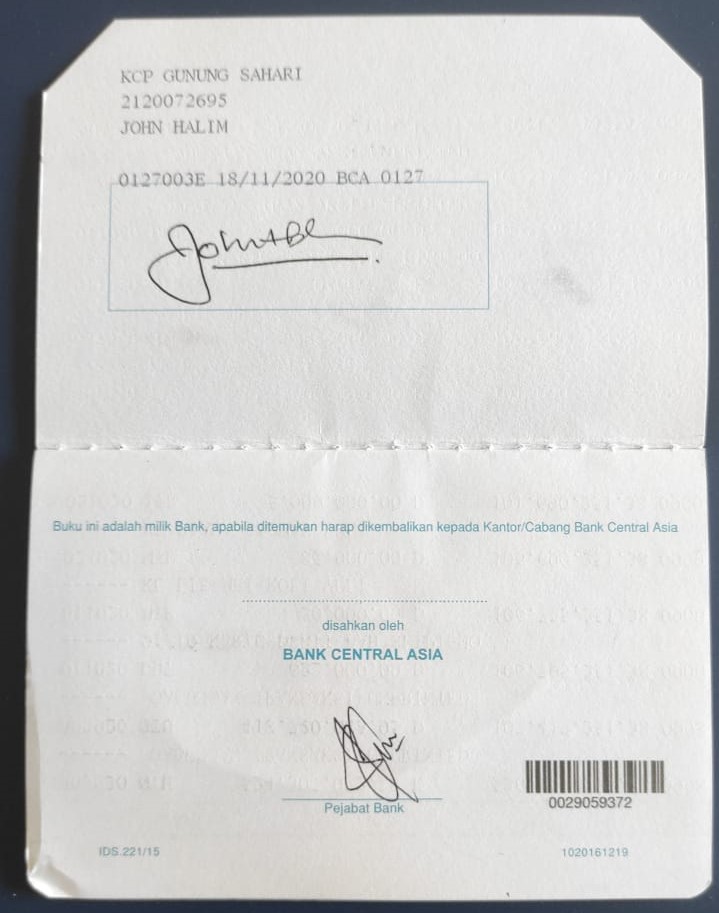 KCP GUNUNG SAHARI
2120072695
JOHN HALIM
0127003E 18/11/2020 BCA 0127
Buku ini adalah milik Bank, apabila ditemukan harap dikembalikan kepada Kantor/Cabang Bank Central Asia
disahkan oleh
BANK CENTRAL ASIA
Pejabat Bank
0029059372
IDS.221/15
1020161219